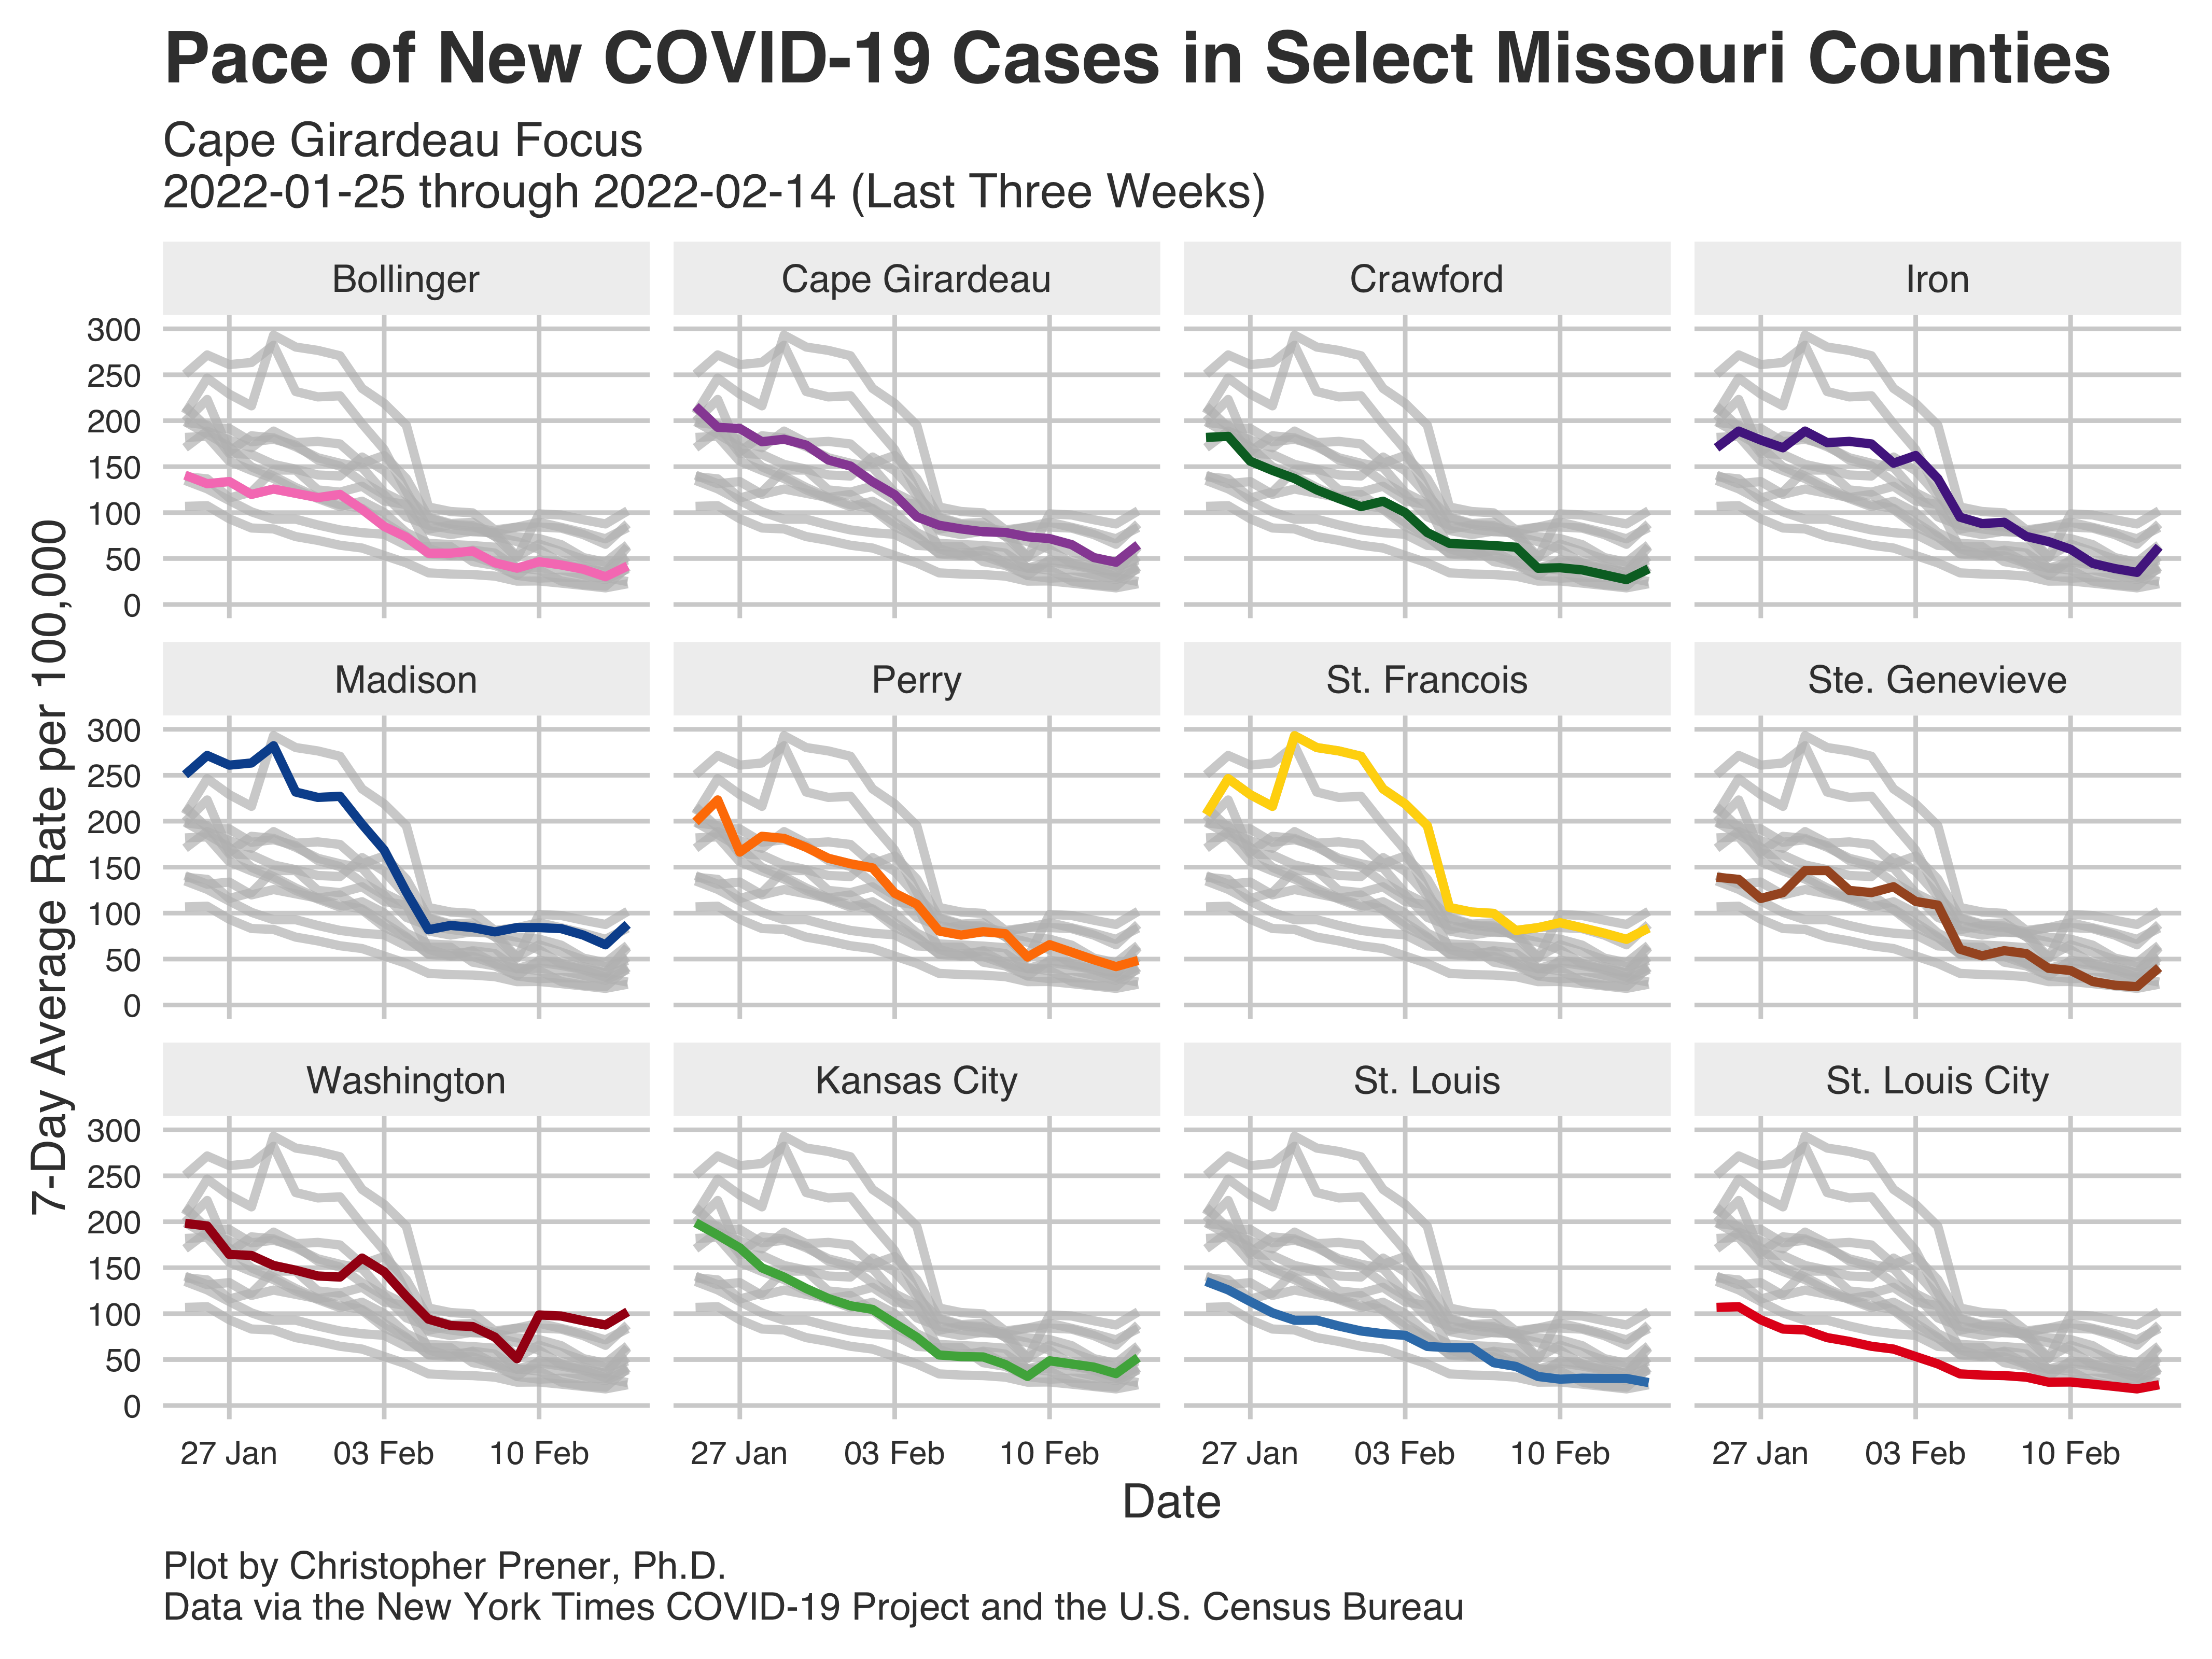 Pace of New COVID-19 Cases in Select Missouri Counties
Cape Girardeau Focus
2022-01-25 through 2022-02-14 (Last Three Weeks)
7-Day Average Rate per 100,000
Bollinger
Cape Girardeau
Crawford
Iron
300
250
200
150
100
50
0
Madison
Perry
St. Francois
Ste. Genevieve
300
250
200
150
100
50
0
Washington
Kansas City
St. Louis
St. Louis City
300
250
200
150
100
50
0
27 Jan 03 Feb 10 Feb
27 Jan 03 Feb 10 Feb
27 Jan 03 Feb 10 Feb
27 Jan 03 Feb 10 Feb
Date
Plot by Christopher Prener, Ph.D.
Data via the New York Times COVID-19 Project and the U.S. Census Bureau